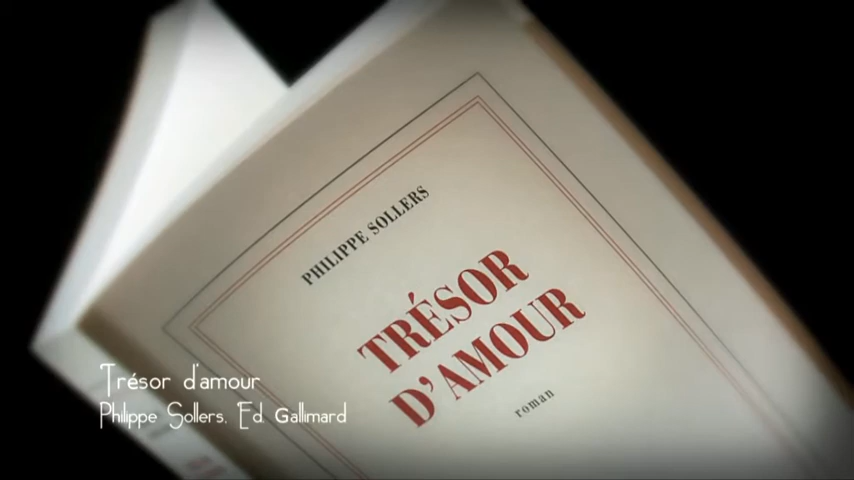 PHILIPPE SOLLERS
TRÉSOR
D'AMOUR
roman
Trésor d'amour
Philippe Sollers, Ed. Gallimard